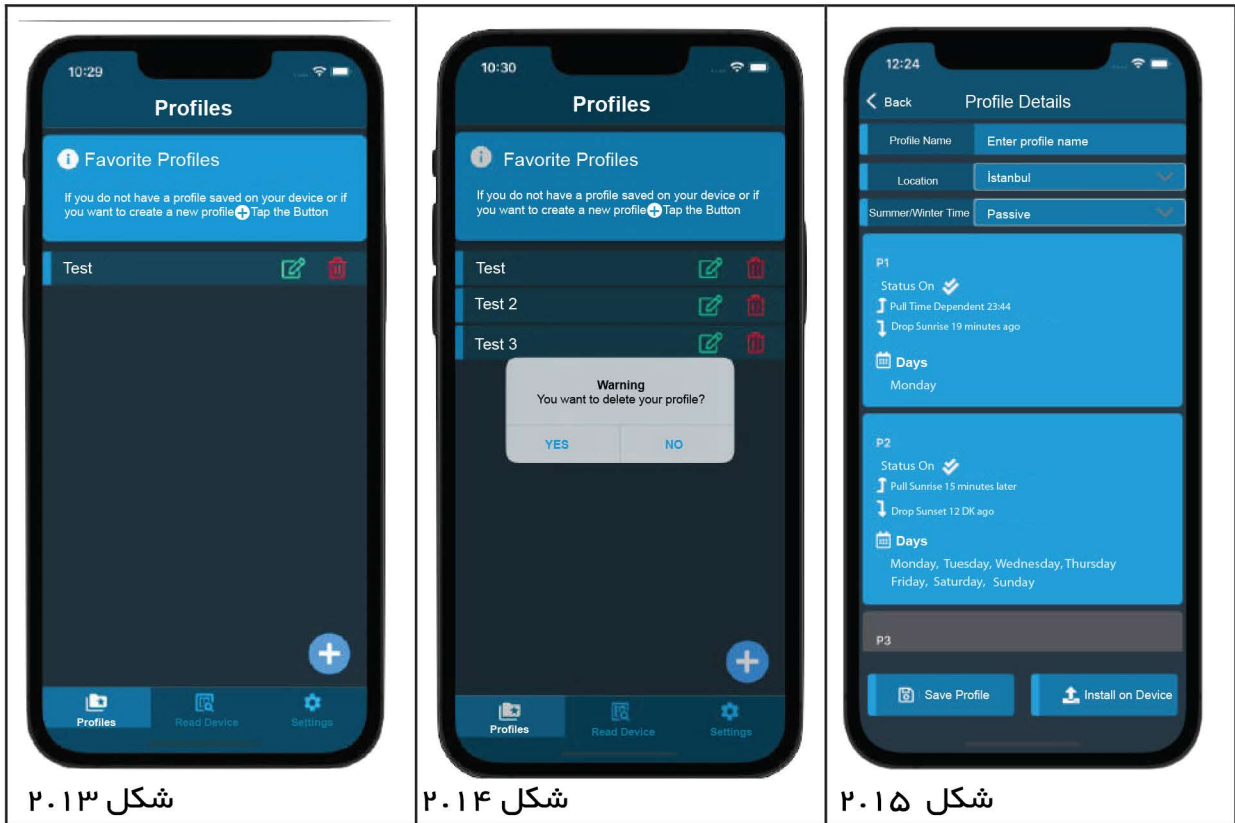 10:29
Profiles
Favorite Profiles
If you do not have a profile saved on your device or if
you want to create a new profile Tap the Button
Test
Profiles
Read Device
Settings
شکل ۲.۱۳
10:30
Profiles
Favorite Profiles
If you do not have a profile saved on your device or if
you want to create a new profile Tap the Button
Test
Test 2
Test 3
Warning
You want to delete your profile?
YES NO
Profiles
Read Device
Settings
شکل ۲.۱۴
12:24
Back Profile Details
Profile Name Enter profile name
Location İstanbul
Summer/Winter Time Passive
P1
Status On
Pull Time Dependent 23:44
Drop Sunrise 19 minutes ago
Days
Monday
P2
Status On
Pull Sunrise 15 minutes later
Drop Sunset 12 DK ago
Days
Monday, Tuesday, Wednesday, Thursday
Friday, Saturday, Sunday
P3
Save Profile Install on Device
شکل ۲.۱۵